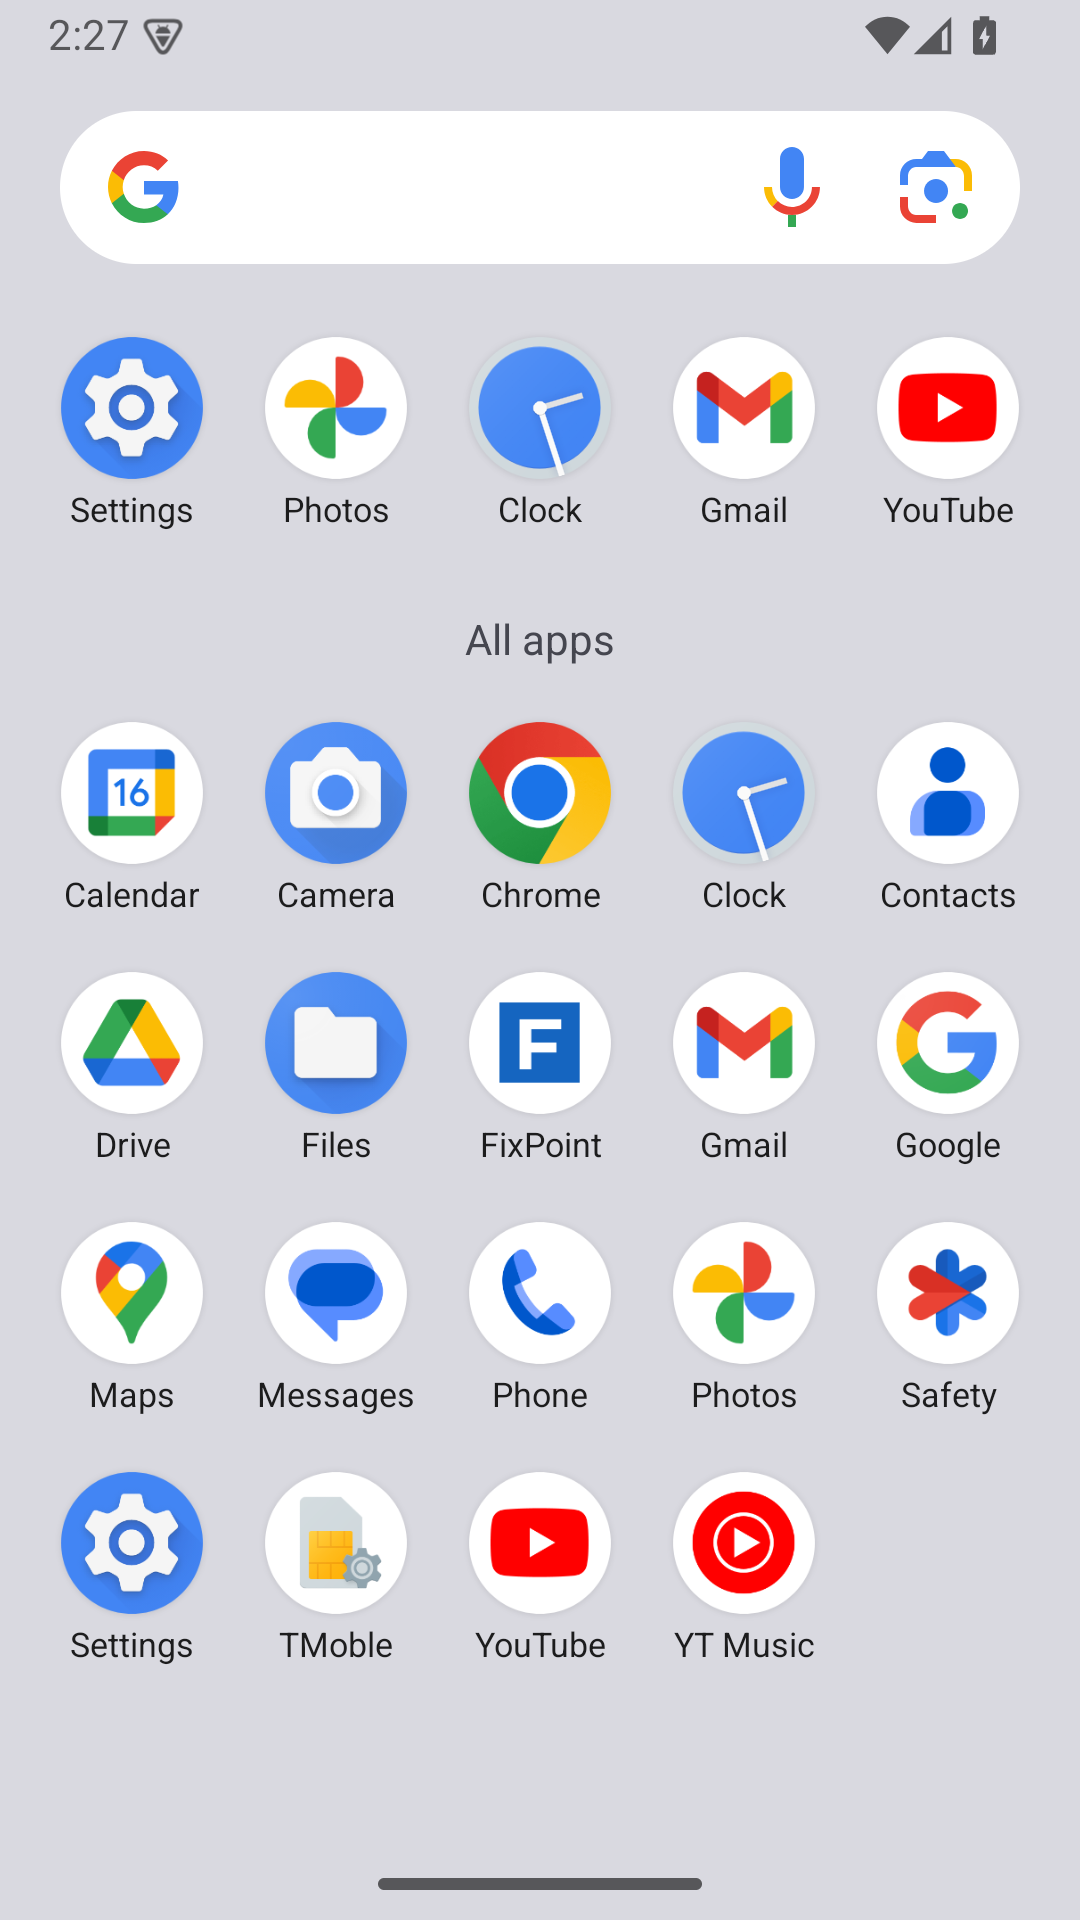 2:27
Settings Photos Clock Gmail YouTube
All apps
16
Calendar Camera Chrome Clock Contacts
F
Drive Files FixPoint Gmail Google
Maps Messages Phone Photos Safety
Settings TMoble YouTube YT Music